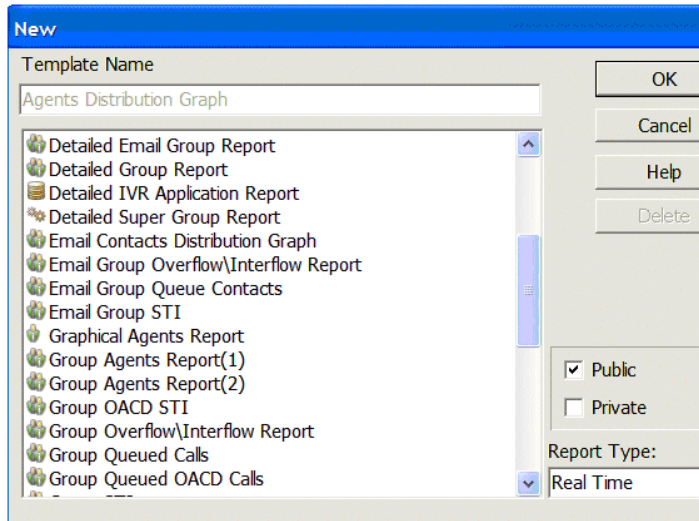 New
Template Name
Agents Distribution Graph
OK
Cancel
Help
Delete
Detailed Email Group Report
Detailed Group Report
Detailed IVR Application Report
Detailed Super Group Report
Email Contacts Distribution Graph
Email Group Overflow\Interflow Report
Email Group Queue Contacts
Email Group STI
Graphical Agents Report
Group Agents Report(1)
Group Agents Report(2)
Group OACD STI
Group Overflow\Interflow Report
Group Queued Calls
Group Queued OACD Calls
Public
Private
Report Type:
Real Time